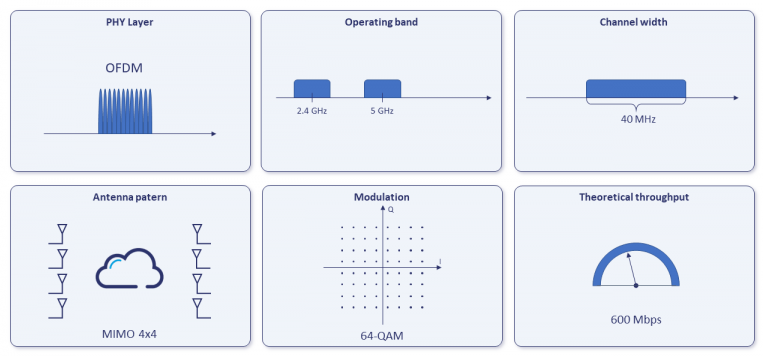 PHY Layer
OFDM
Operating band
2.4 GHz
5 GHz
Channel width
40 MHz
Antenna patern
MIMO 4x4
Modulation
Q
I
64-QAM
Theoretical throughput
600 Mbps